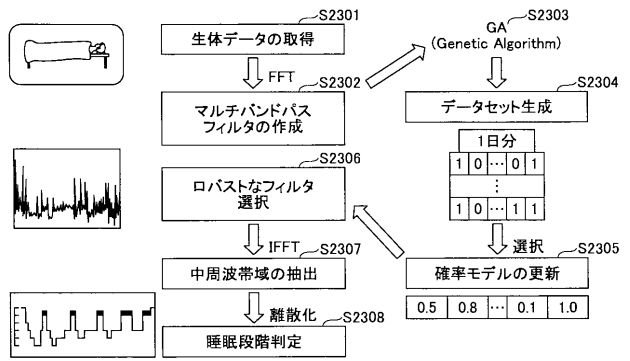 S2301
生体データの取得
FFT
S2302
マルチバンドパス
フィルタの作成
S2303
GA
(Genetic Algorithm)
S2304
データセット生成
1日分
1 0 … 0 1
⋮
1 0 … 1 1
選択
S2305
確率モデルの更新
0.5 0.8 … 0.1 1.0
S2306
ロバストなフィルタ
選択
IFFT
S2307
中周波帯域の抽出
離散化
S2308
睡眠段階判定